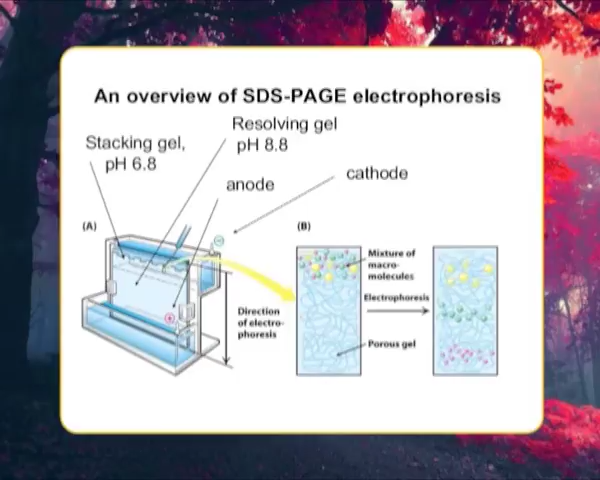 An overview of SDS-PAGE electrophoresis
Resolving gel
pH 8.8
Stacking gel,
pH 6.8
anode
cathode
(A)
(B)
Mixture of
macro-
molecules
Electrophoresis
Direction
of electro-
phoresis
Porous gel